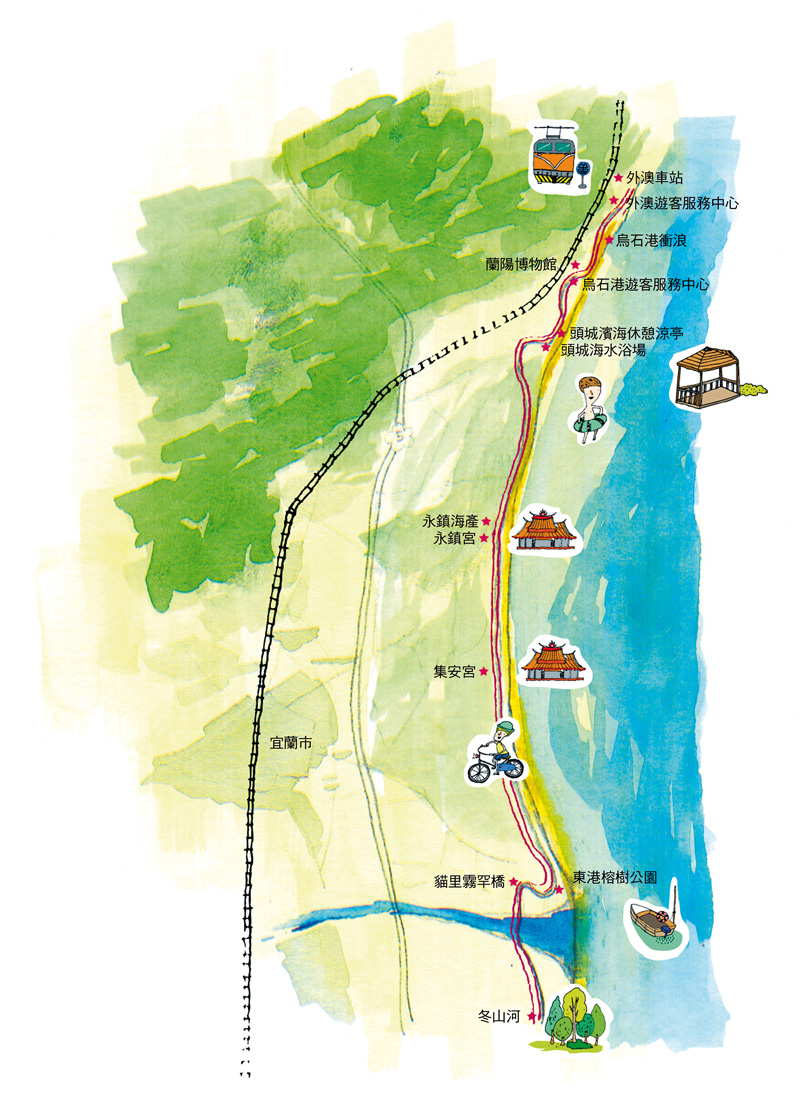 外澳車站
外澳遊客服務中心
烏石港衝浪
蘭陽博物館
烏石港遊客服務中心
頭城濱海休憩涼亭
頭城海水浴場
永鎮海產
永鎮宮
集安宮
宜蘭市
貓里霧罕橋
東港榕樹公園
冬山河